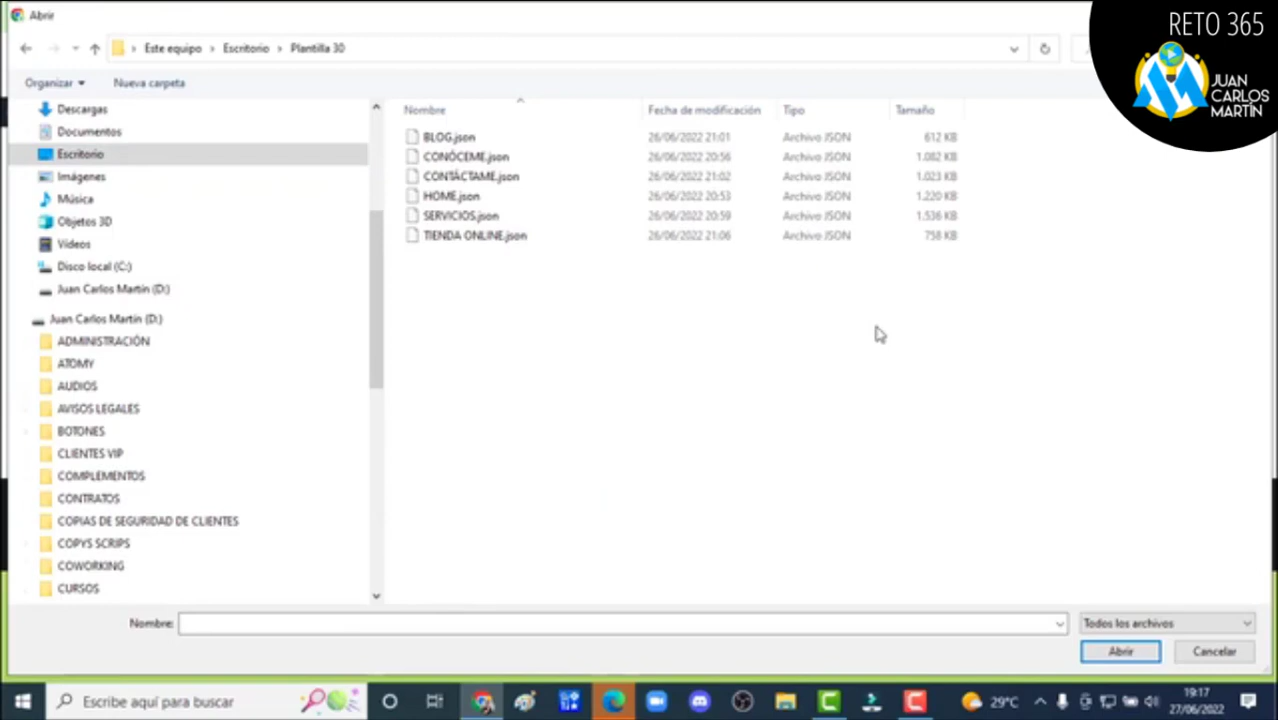 Abrir
RETO 365
JUAN
CARLOS
MARTÍN
Este equipo > Escritorio > Plantilla 30
Organizar
Nueva carpeta
Nombre
Fecha de modificación
Tipo
Tamaño
BLOG.json 26/06/2022 21:01 Archivo JSON 612 KB
CONÓCEME.json 26/06/2022 20:56 Archivo JSON 1.082 KB
CONTÁCTAME.json 26/06/2022 21:02 Archivo JSON 1.023 KB
HOME.json 26/06/2022 20:53 Archivo JSON 1.220 KB
SERVICIOS.json 26/06/2022 20:59 Archivo JSON 1.536 KB
TIENDA ONLINE.json 26/06/2022 21:06 Archivo JSON 758 KB
Descargas
Documentos
Escritorio
Imágenes
Música
Objetos 3D
Vídeos
Disco local (C:)
Juan Carlos Martín (D:)
Juan Carlos Martín (D:)
ADMINISTRACIÓN
ATOMY
AUDIOS
AVISOS LEGALES
BOTONES
CLIENTES VIP
COMPLEMENTOS
CONTRATOS
COPIAS DE SEGURIDAD DE CLIENTES
COPYS SCRIPS
COWORKING
CURSOS
Nombre:
Todos los archivos
Abrir
Cancelar
Escribe aquí para buscar
29°C
19:17
27/06/2022